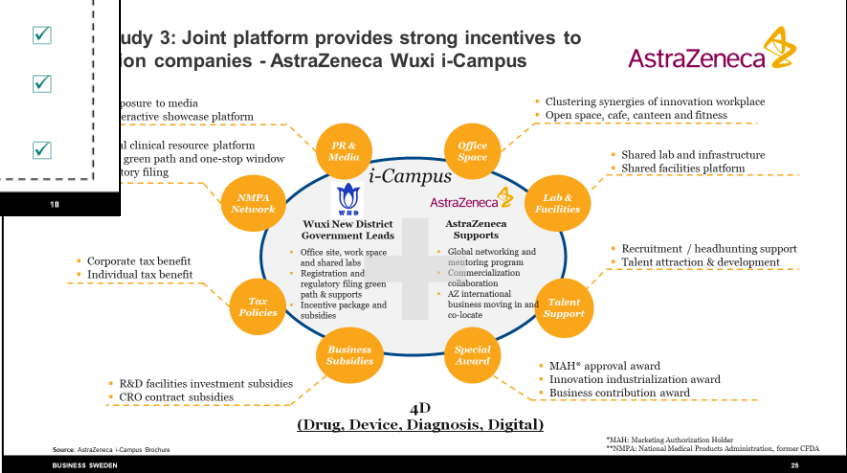 udy 3: Joint platform provides strong incentives to
ion companies - AstraZeneca Wuxi i-Campus
AstraZeneca
posure to media
eractive showcase platform
al clinical resource platform
green path and one-stop window
tory filing
Corporate tax benefit
Individual tax benefit
R&D facilities investment subsidies
CRO contract subsidies
PR &
Media
Office
Space
NMPA
Network
Lab &
Facilities
Tax
Policies
Talent
Support
Business
Subsidies
Special
Award
i-Campus
WND
Wuxi New District
Government Leads
Office site, work space
and shared labs
Registration and
regulatory filing green
path & supports
Incentive package and
subsidies
AstraZeneca
AstraZeneca
Supports
Global networking and
mentoring program
Commercialization
collaboration
AZ international
business moving in and
co-locate
Clustering synergies of innovation workplace
Open space, cafe, canteen and fitness
Shared lab and infrastructure
Shared facilities platform
Recruitment / headhunting support
Talent attraction & development
MAH* approval award
Innovation industrialization award
Business contribution award
4D
(Drug, Device, Diagnosis, Digital)
*MAH: Marketing Authorization Holder
**NMPA: National Medical Products Administration, former CFDA
Source: AstraZeneca i-Campus Brochure
BUSINESS SWEDEN
25
18